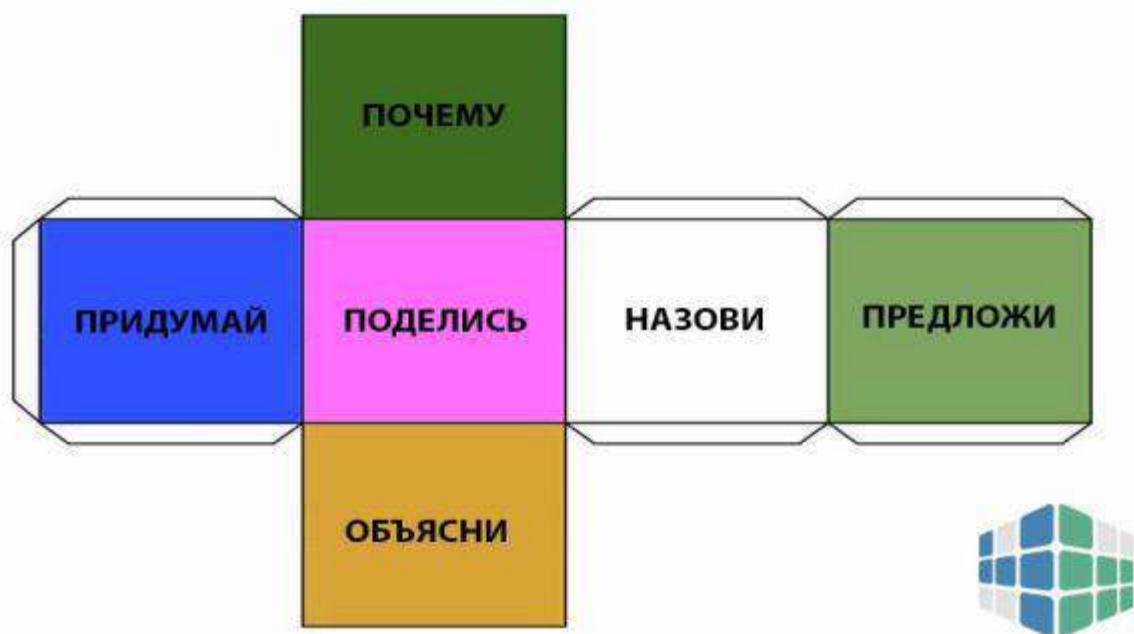 ПОЧЕМУ
ПРИДУМАЙ
ПОДЕЛИСЬ
НАЗОВИ
ПРЕДЛОЖИ
ОБЪЯСНИ